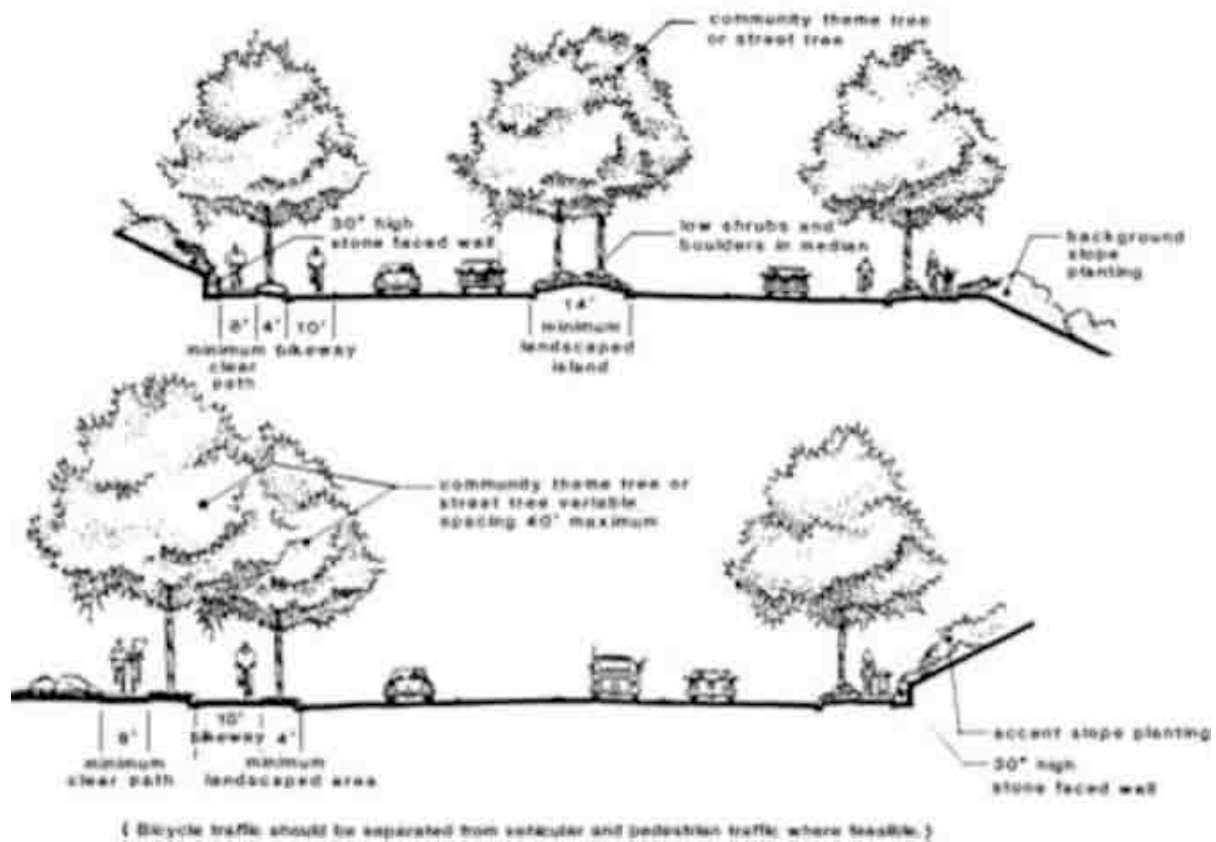 community theme tree
or street tree
30" high
stone faced wall
low shrubs and
boulders in median
background
slope
planting
8' 4' 10'
minimum bikeway
clear
path
14'
minimum
landscaped
island
community theme tree or
street tree variable
spacing 40' maximum
8'
minimum
clear path
10'
bikeway 4'
minimum
landscaped area
accent slope planting
30" high
stone faced wall
{ Bicycle traffic should be separated from vehicular and pedestrian traffic where feasible. }